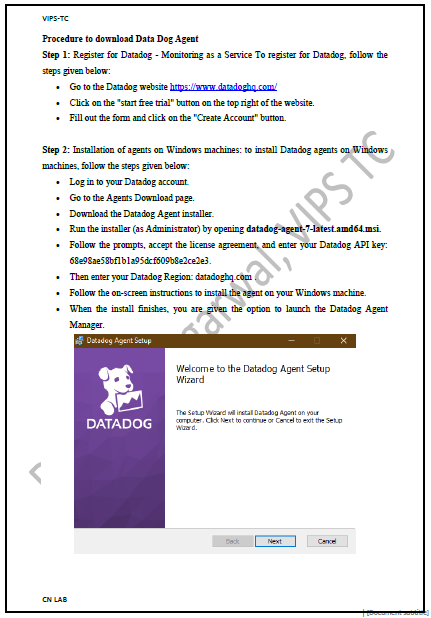 VIPS-TC
Procedure to download Data Dog Agent
Step 1: Register for Datadog - Monitoring as a Service To register for Datadog, follow the
steps given below:
• Go to the Datadog website https://www.datadoghq.com/
• Click on the "start free trial" button on the top right of the website.
• Fill out the form and click on the "Create Account" button.
Step 2: Installation of agents on Windows machines: to install Datadog agents on Windows
machines, follow the steps given below:
• Log in to your Datadog account.
• Go to the Agents Download page.
• Download the Datadog Agent installer.
• Run the installer (as Administrator) by opening datadog-agent-7-latest.amd64.msi.
• Follow the prompts, accept the license agreement, and enter your Datadog API key:
68e98ae58bf1b1a95dcff609b8e2ce2e3.
• Then enter your Datadog Region: datadoghq.com .
• Follow the on-screen instructions to install the agent on your Windows machine.
• When the install finishes, you are given the option to launch the Datadog Agent
Manager.
Datadog Agent Setup
Welcome to the Datadog Agent Setup
Wizard
The Setup Wizard will install Datadog Agent on your
computer. Click Next to continue or Cancel to exit the Setup
Wizard.
DATADOG
Back Next Cancel
garwal, VIPS TC
CN LAB
[Document subtitle]